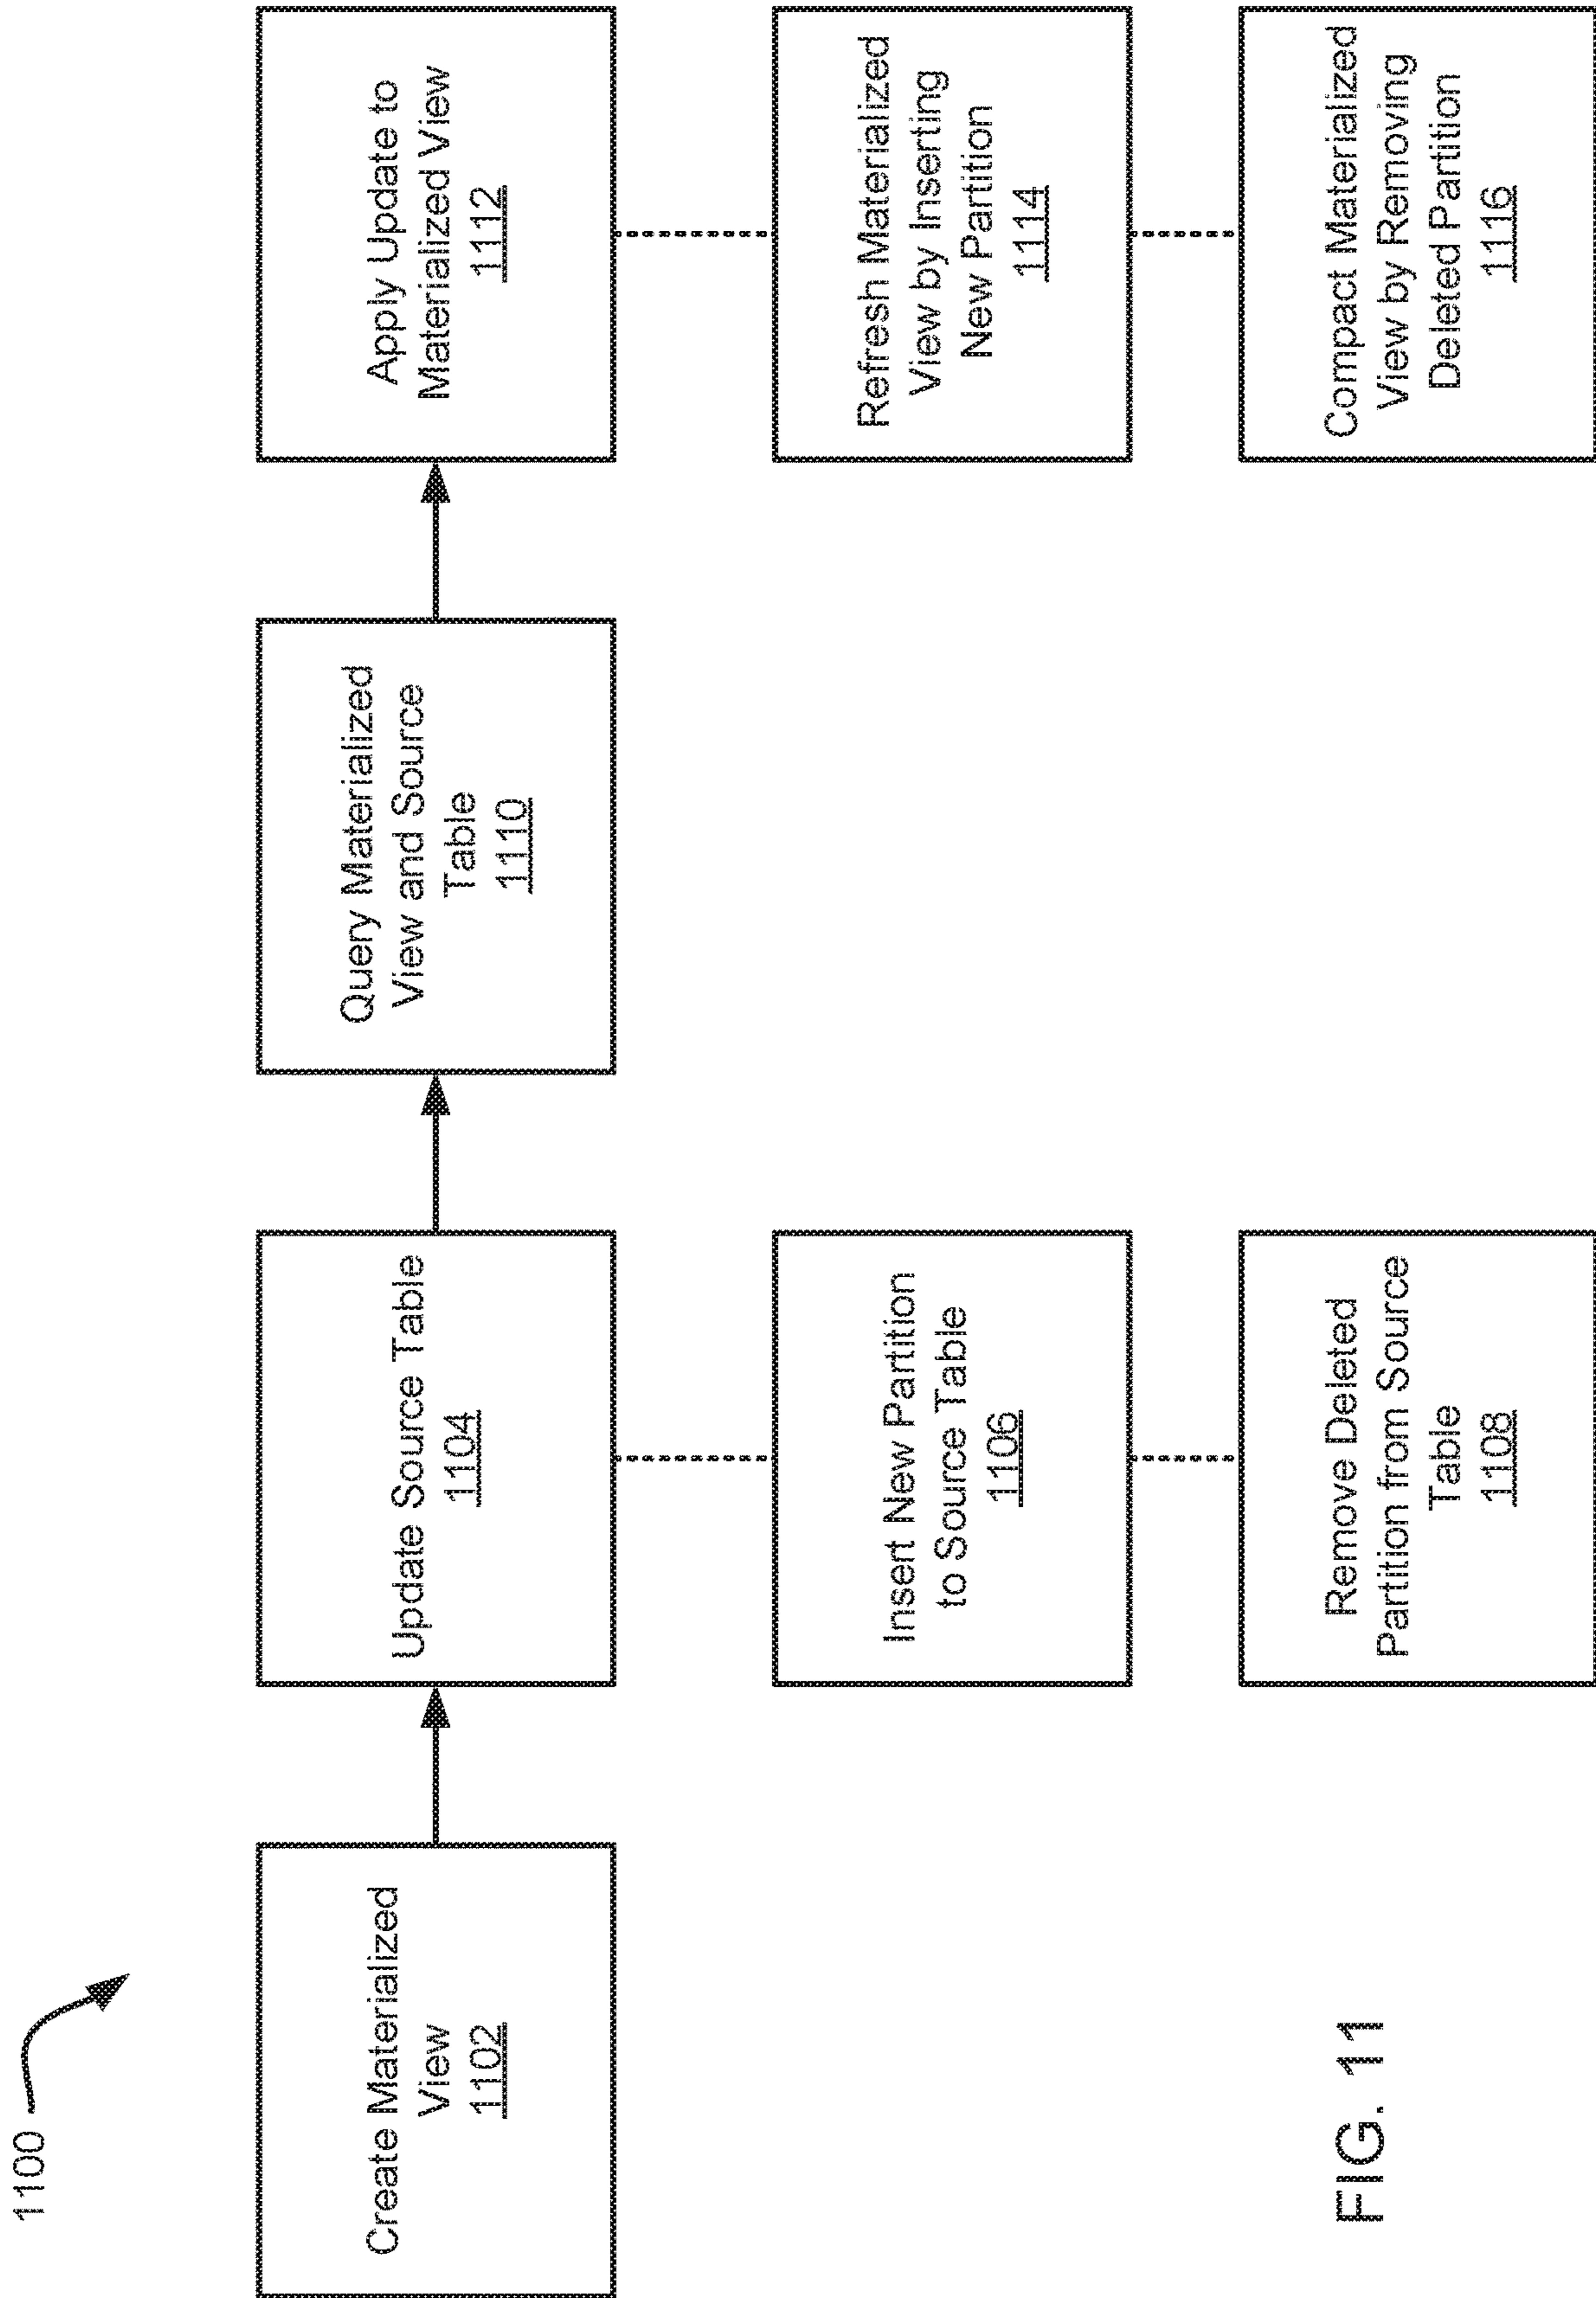 1100
Create Materialized
View
1102
Update Source Table
1104
Query Materialized
View and Source
Table
1110
Apply Update to
Materialized View
1112
Insert New Partition
to Source Table
1106
Refresh Materialized
View by Inserting
New Partition
1114
Remove Deleted
Partition from Source
Table
1108
Compact Materialized
View by Removing
Deleted Partition
1116
FIG. 11